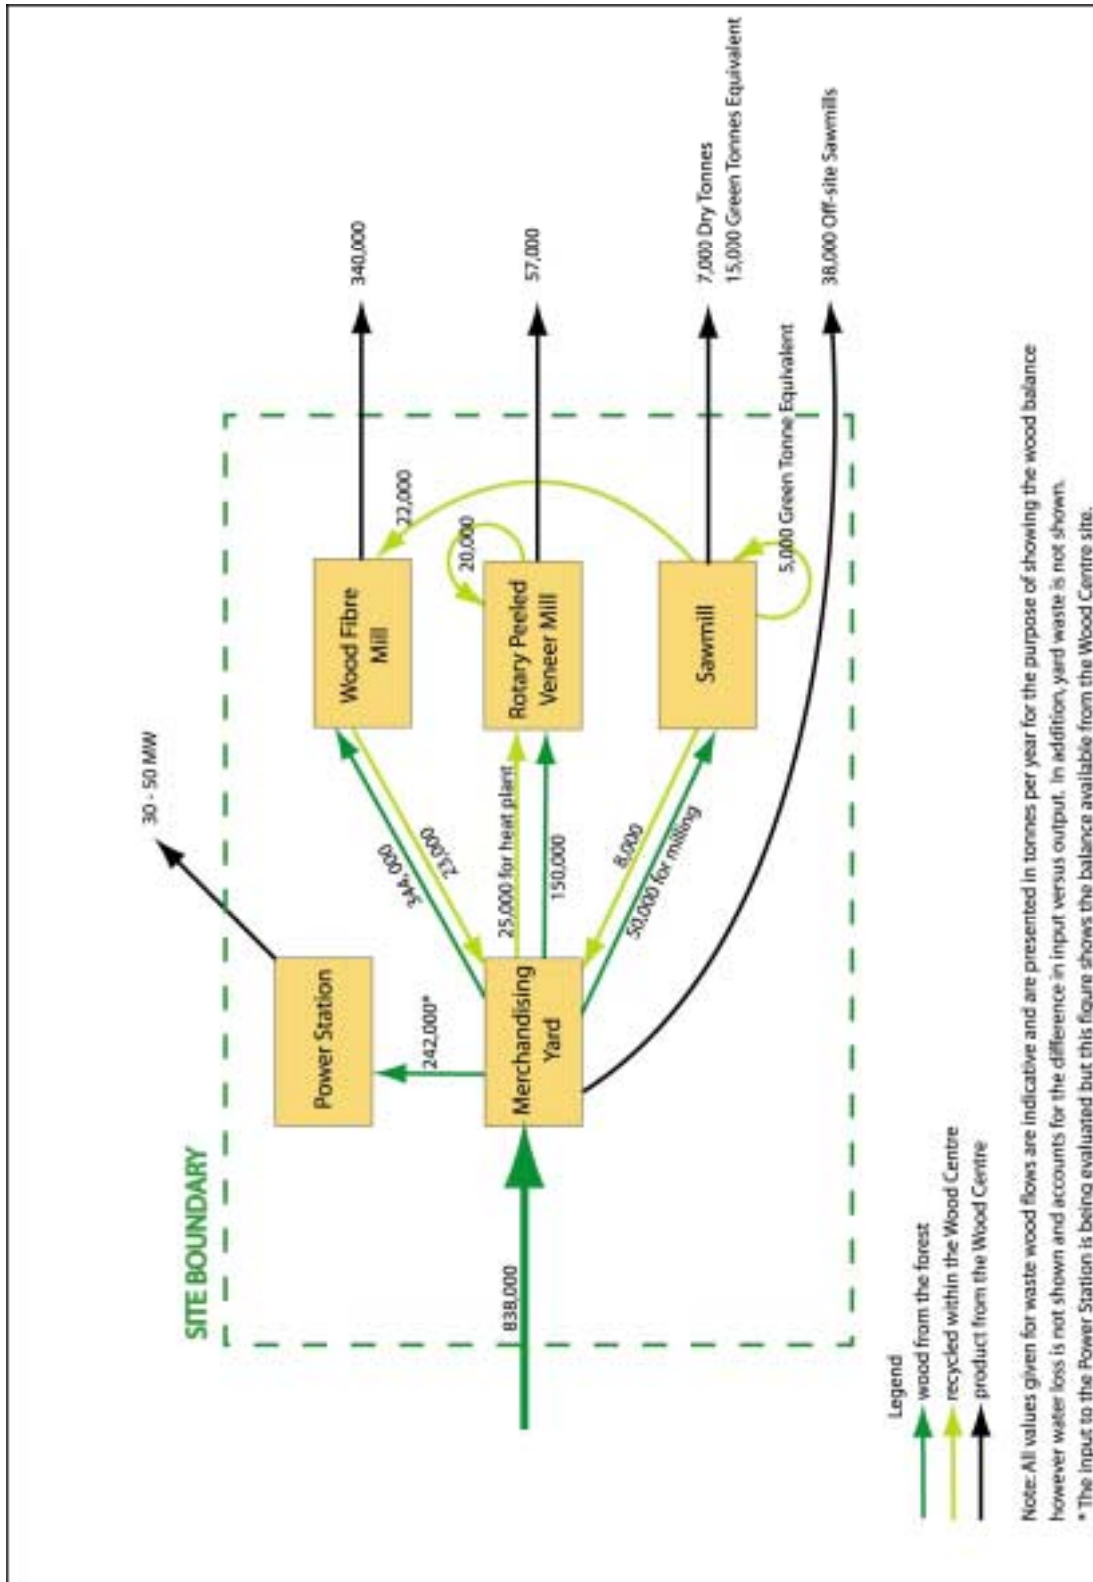 SITE BOUNDARY
30 - 50 MW
Power Station
242,000*
838,000
Merchandising
Yard
344,000
23,000
25,000 for heat plant
150,000
8,000
50,000 for milling
Wood Fibre
Mill
Rotary Peeled
Veneer Mill
Sawmill
22,000
20,000
5,000 Green Tonne Equivalent
340,000
57,000
7,000 Dry Tonnes
15,000 Green Tonnes Equivalent
38,000 Off-site Sawmills
Legend
wood from the forest
recycled within the Wood Centre
product from the Wood Centre
Note: All values given for waste wood flows are indicative and are presented in tonnes per year for the purpose of showing the wood balance
however water loss is not shown and accounts for the difference in input versus output. In addition, yard waste is not shown.
* The input to the Power Station is being evaluated but this figure shows the balance available from the Wood Centre site.